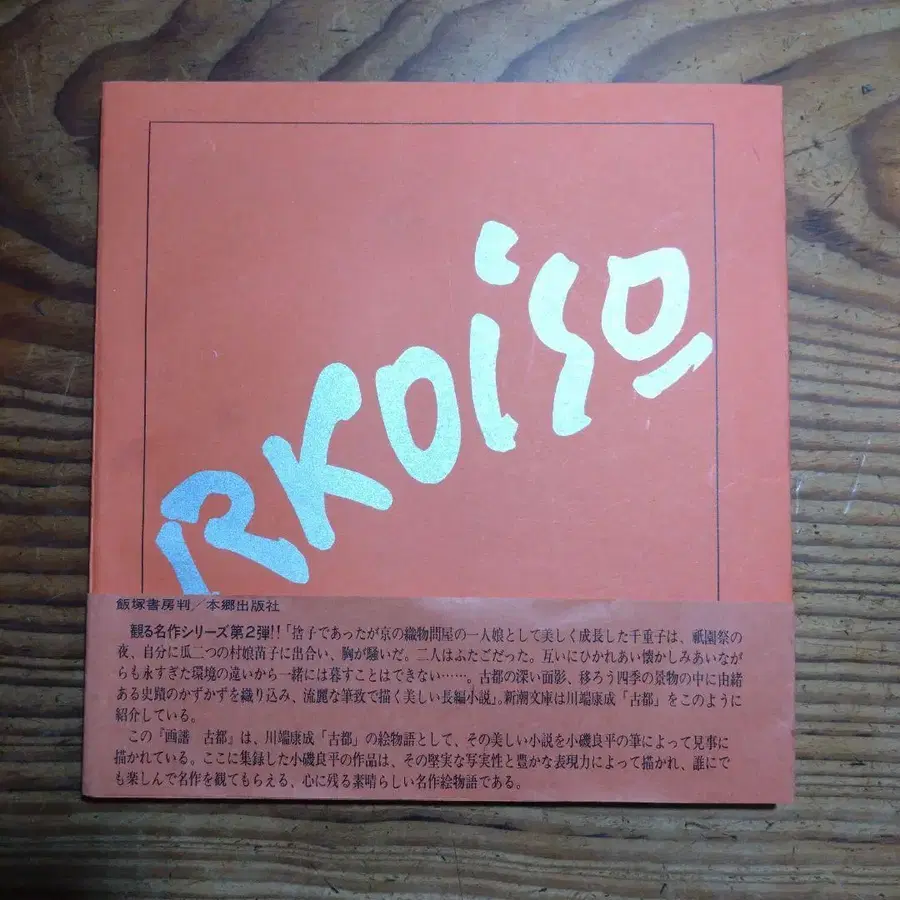 RKOiSO
飯塚書房判／本郷出版社
観る名作シリーズ第2弾!!「捨子であったが京の織物問屋の一人娘として美しく成長した千重子は、祇園祭の
夜、自分に瓜二つの村娘苗子に出合い、胸が騒いだ。二人はふたごだった。互いにひかれあい懐かしみあいなが
らも永すぎた環境の違いから一緒には暮すことはできない……。古都の深い面影、移ろう四季の景物の中に由緒
ある史蹟のかずかずを織り込み、流麗な筆致で描く美しい長編小説」。新潮文庫は川端康成「古都」をこのように
紹介している。
この『画譜　古都』は、川端康成「古都」の絵物語として、その美しい小説を小磯良平の筆によって見事に
描かれている。ここに集録した小磯良平の作品は、その堅実な写実性と豊かな表現力によって描かれ、誰にで
も楽しんで名作を観てもらえる、心に残る素晴らしい名作絵物語である。